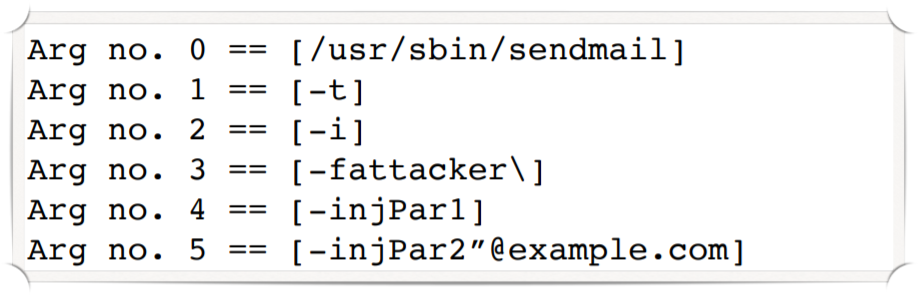 Arg no. 0 == [/usr/sbin/sendmail]
Arg no. 1 == [-t]
Arg no. 2 == [-i]
Arg no. 3 == [-fattacker\]
Arg no. 4 == [-injPar1]
Arg no. 5 == [-injPar2”@example.com]